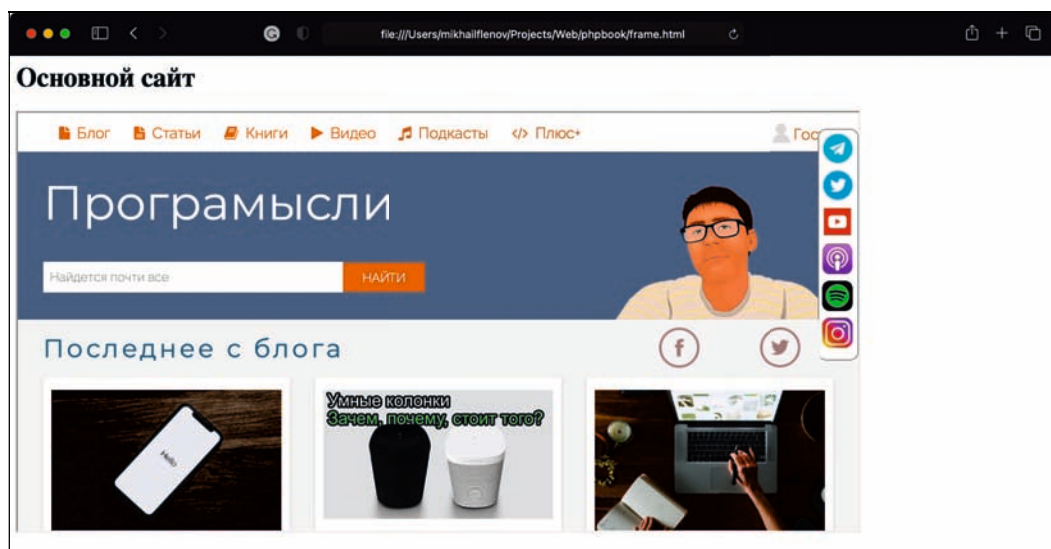 file:///Users/mikhailflenov/Projects/Web/phpbook/frame.html
Основной сайт
Блог Статьи Книги Видео Подкасты </> Плюс+ Гос
Програмысли
Найдется почти все НАЙТИ
Последнее с блога
Hello
Умные колонки
Зачем, почему, стоит того?